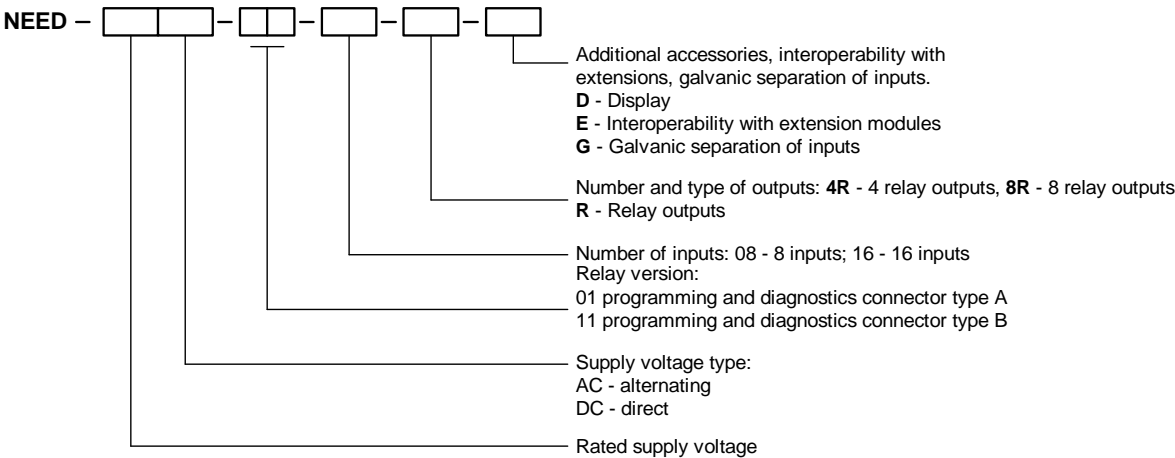 NEED – – - - -
Additional accessories, interoperability with
extensions, galvanic separation of inputs.
D - Display
E - Interoperability with extension modules
G - Galvanic separation of inputs
Number and type of outputs: 4R - 4 relay outputs, 8R - 8 relay outputs
R - Relay outputs
Number of inputs: 08 - 8 inputs; 16 - 16 inputs
Relay version:
01 programming and diagnostics connector type A
11 programming and diagnostics connector type B
Supply voltage type:
AC - alternating
DC - direct
Rated supply voltage